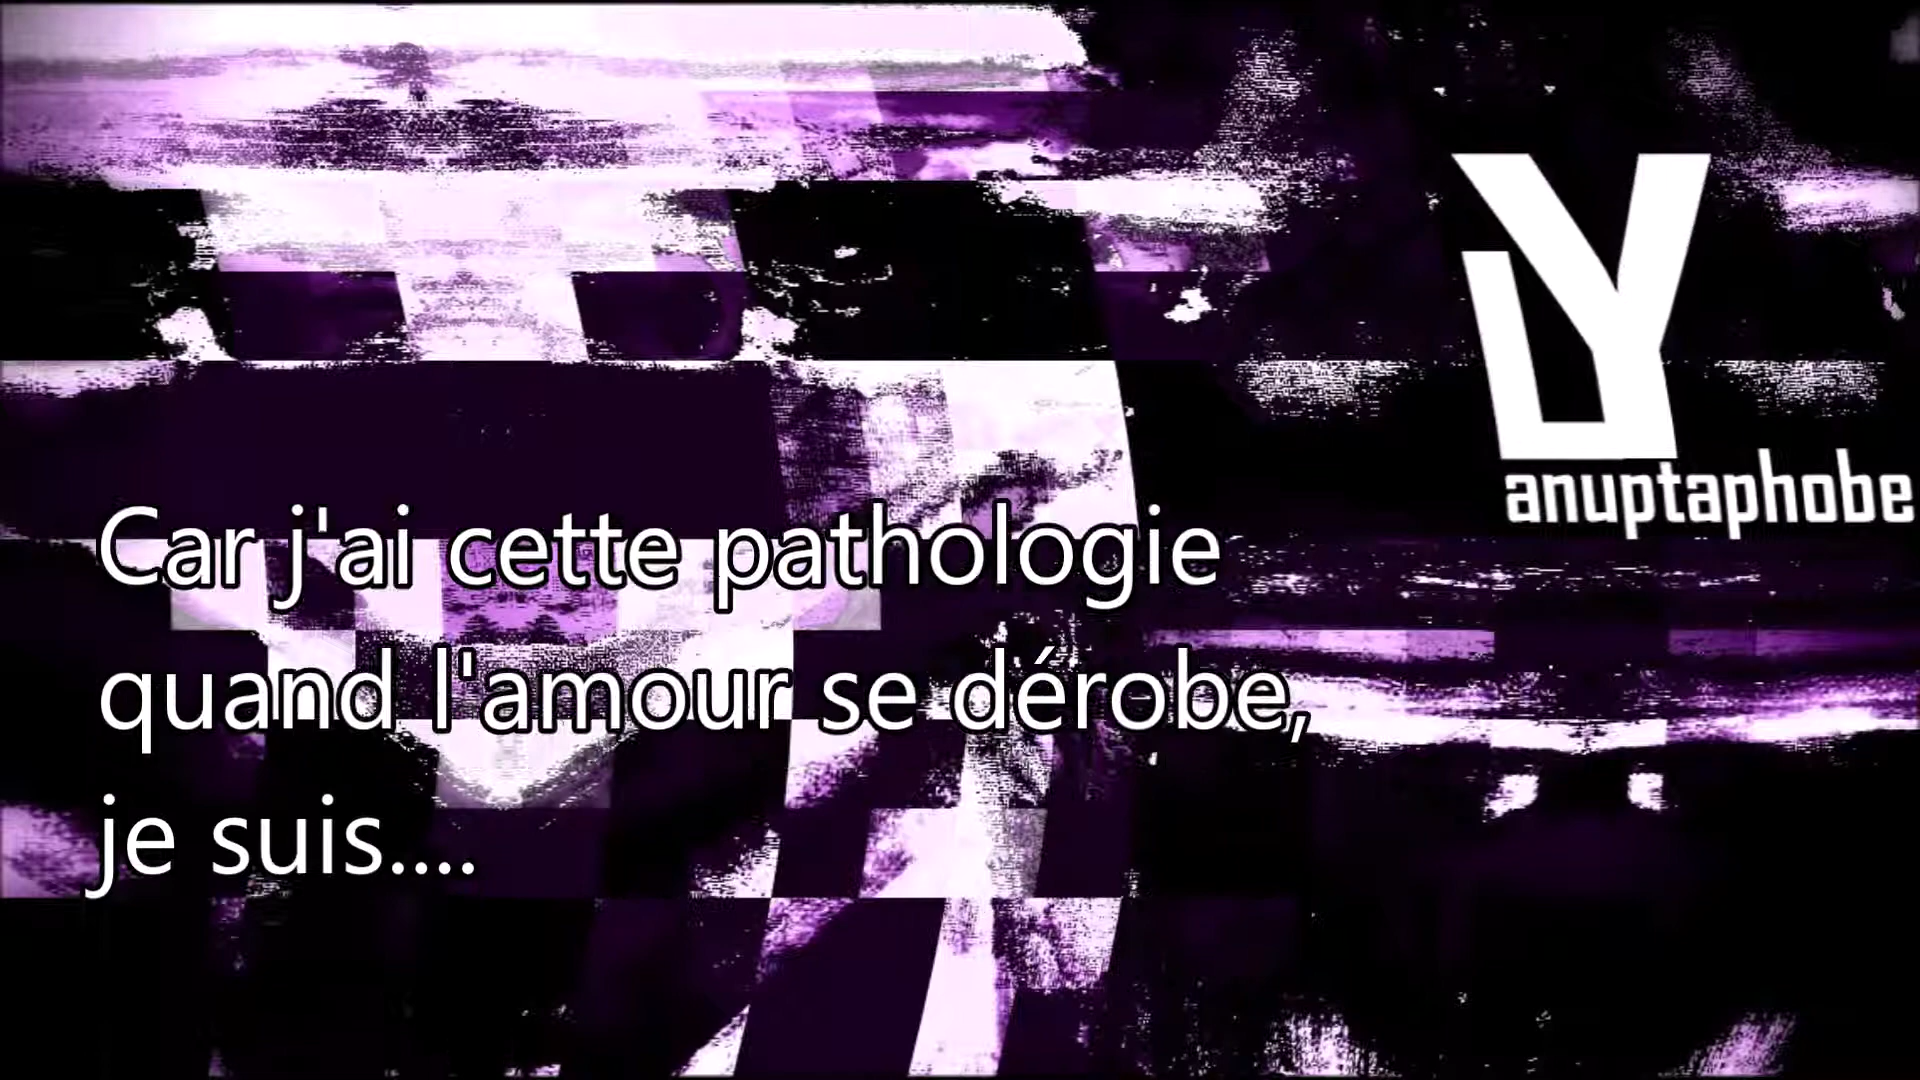 anuptaphobe
Car j'ai cette pathologie
quand l'amour se dérobe,
je suis....